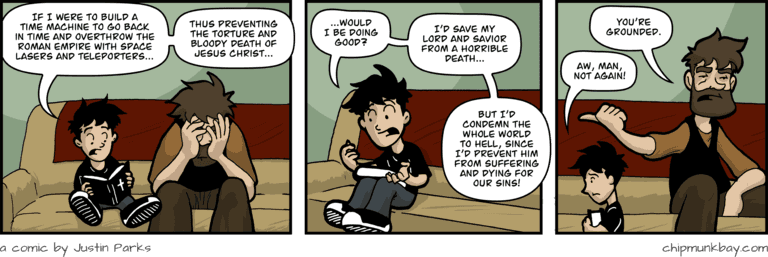 IF I WERE TO BUILD A
TIME MACHINE TO GO BACK
IN TIME AND OVERTHROW THE
ROMAN EMPIRE WITH SPACE
LASERS AND TELEPORTERS...
THUS PREVENTING
THE TORTURE AND
BLOODY DEATH OF
JESUS CHRIST...
...WOULD
I BE DOING
GOOD?
I'D SAVE MY
LORD AND SAVIOR
FROM A HORRIBLE
DEATH...
BUT I'D
CONDEMN THE
WHOLE WORLD
TO HELL, SINCE
I'D PREVENT HIM
FROM SUFFERING
AND DYING FOR
OUR SINS!
YOU'RE
GROUNDED.
AW, MAN,
NOT AGAIN!
a comic by Justin Parks
chipmunkbay.com